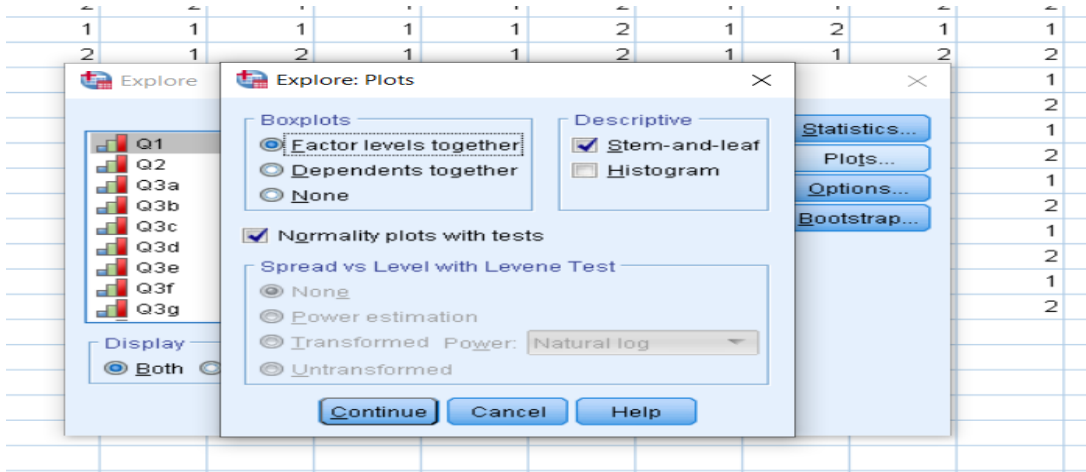 1 1 1 1 1 2 1 2 1 1
2 1 2 1 1 2 1 1 2 2
Explore
Explore: Plots
1
2
1
2
1
2
1
2
1
2
Q1
Q2
Q3a
Q3b
Q3c
Q3d
Q3e
Q3f
Q3g
Display
Both
Boxplots
Factor levels together
Dependents together
None
Descriptive
Stem-and-leaf
Histogram
Normality plots with tests
Spread vs Level with Levene Test
None
Power estimation
Transformed Power: Natural log
Untransformed
Continue Cancel Help
Statistics...
Plots...
Options...
Bootstrap...